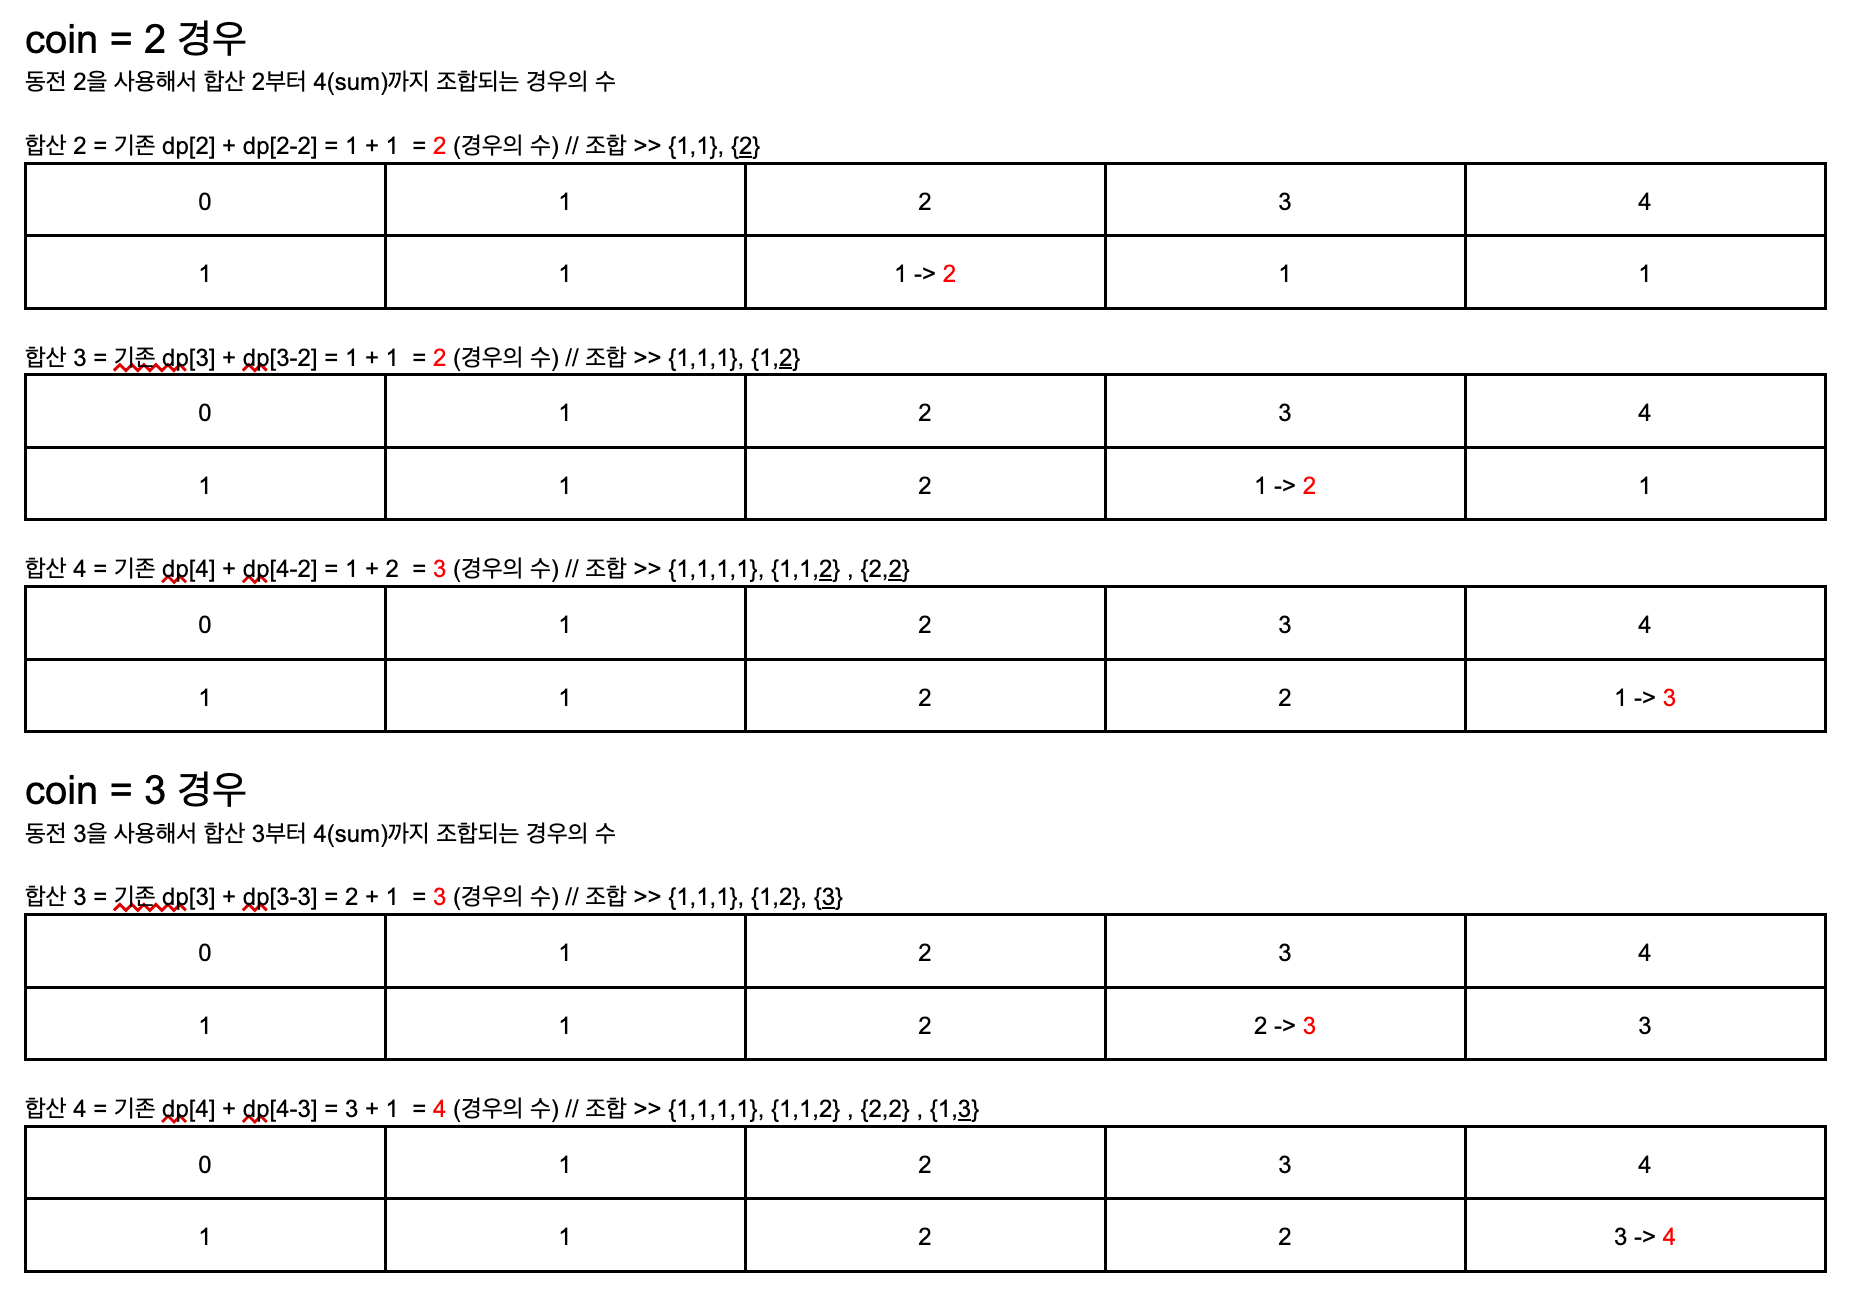 coin = 2 경우
동전 2을 사용해서 합산 2부터 4(sum)까지 조합되는 경우의 수
합산 2 = 기존 dp[2] + dp[2-2] = 1 + 1  = 2 (경우의 수) // 조합 >> {1,1}, {2}
0 1 2 3 4
1 1 1 -> 2 1 1
합산 3 = 기존 dp[3] + dp[3-2] = 1 + 1  = 2 (경우의 수) // 조합 >> {1,1,1}, {1,2}
0 1 2 3 4
1 1 2 1 -> 2 1
합산 4 = 기존 dp[4] + dp[4-2] = 1 + 2  = 3 (경우의 수) // 조합 >> {1,1,1,1}, {1,1,2} , {2,2}
0 1 2 3 4
1 1 2 2 1 -> 3
coin = 3 경우
동전 3을 사용해서 합산 3부터 4(sum)까지 조합되는 경우의 수
합산 3 = 기존 dp[3] + dp[3-3] = 2 + 1  = 3 (경우의 수) // 조합 >> {1,1,1}, {1,2}, {3}
0 1 2 3 4
1 1 2 2 -> 3 3
합산 4 = 기존 dp[4] + dp[4-3] = 3 + 1  = 4 (경우의 수) // 조합 >> {1,1,1,1}, {1,1,2} , {2,2} , {1,3}
0 1 2 3 4
1 1 2 2 3 -> 4